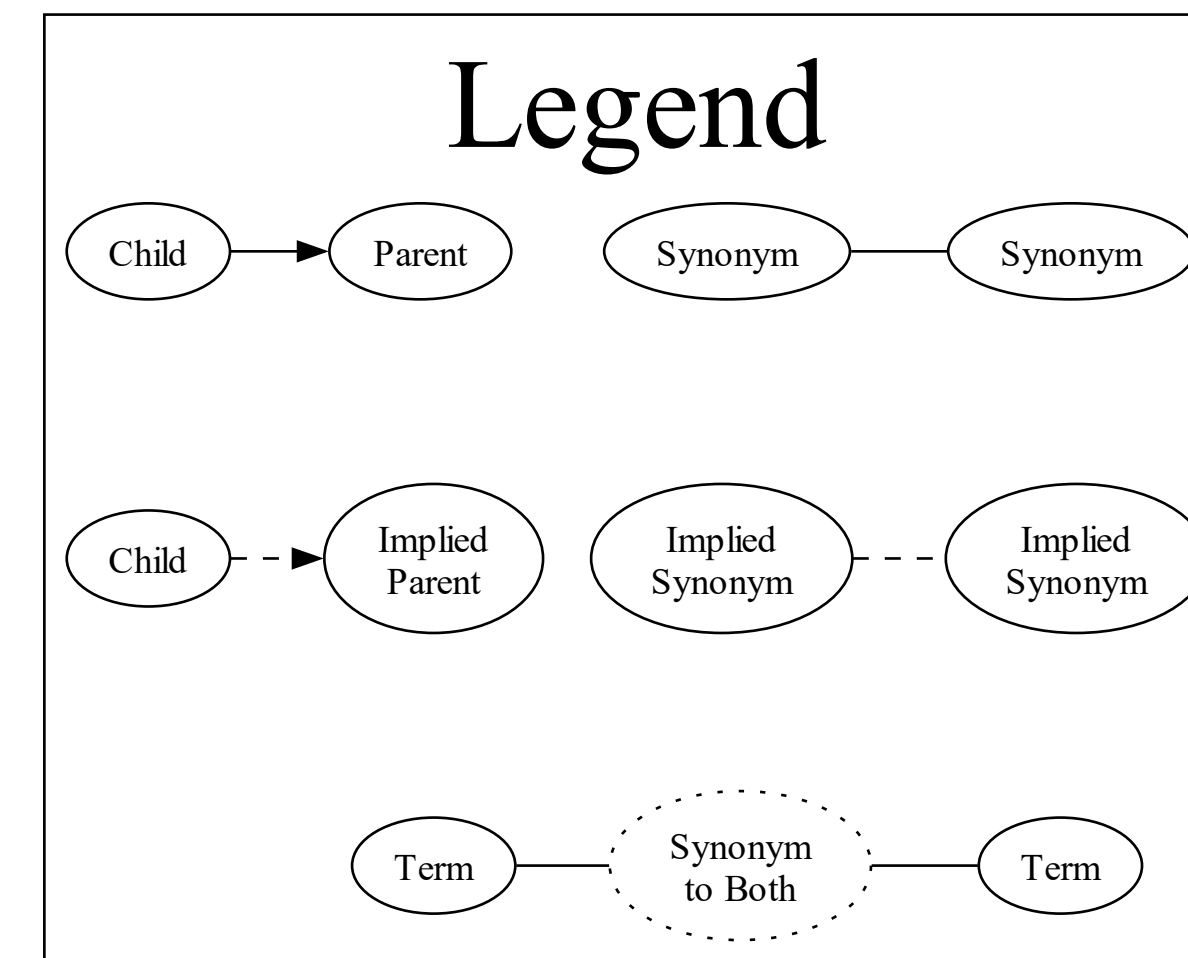 Legend
Child Parent Synonym Synonym
Child Implied Parent Implied Synonym Implied Synonym
Term Synonym to Both Term